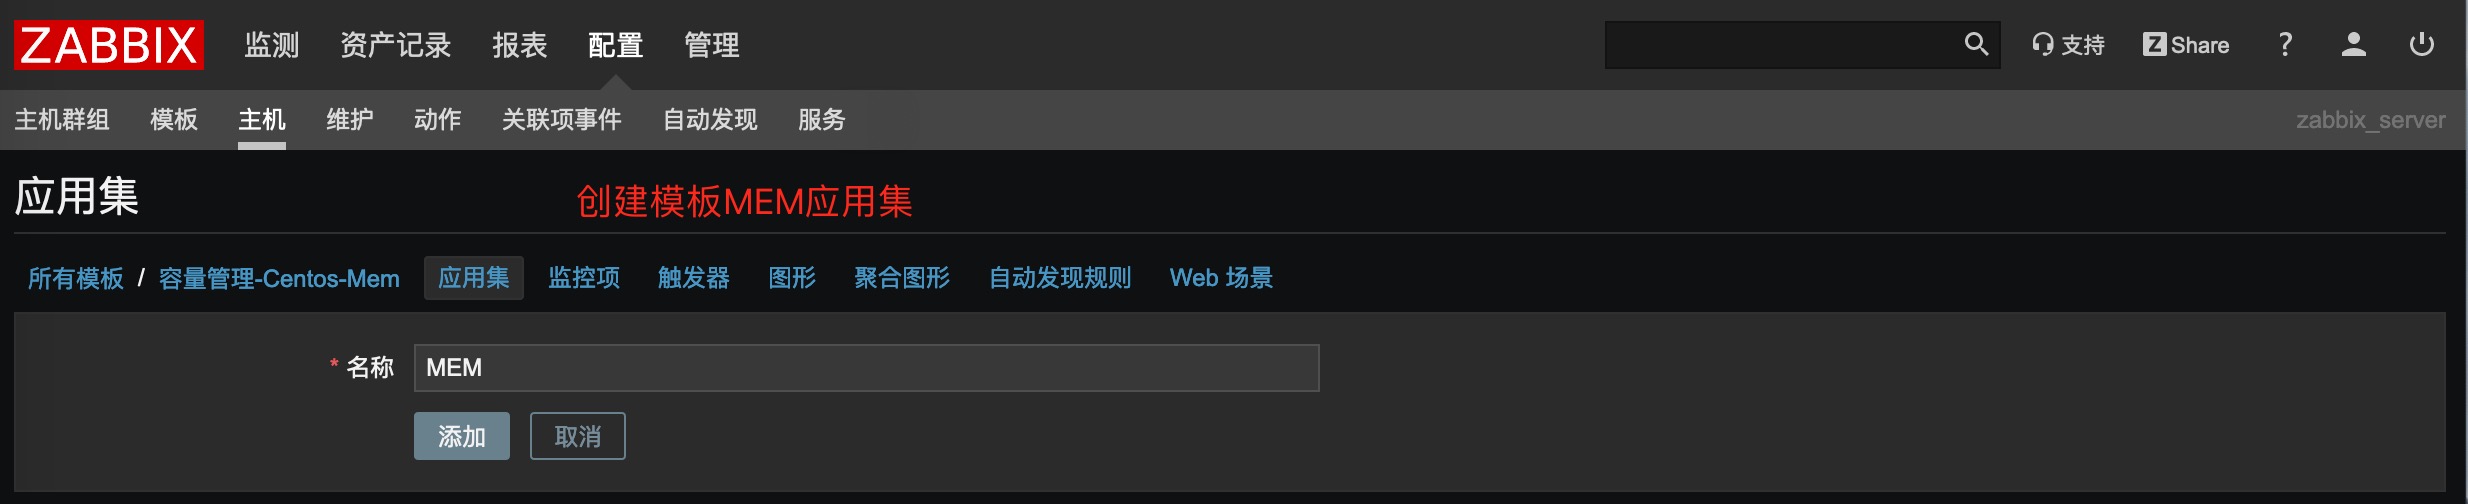 ZABBIX 监测 资产记录 报表 配置 管理 支持 Z Share ?
主机群组 模板 主机 维护 动作 关联项事件 自动发现 服务 zabbix_server
应用集 创建模板MEM应用集
所有模板 / 容量管理-Centos-Mem 应用集 监控项 触发器 图形 聚合图形 自动发现规则 Web 场景
* 名称 MEM
添加 取消